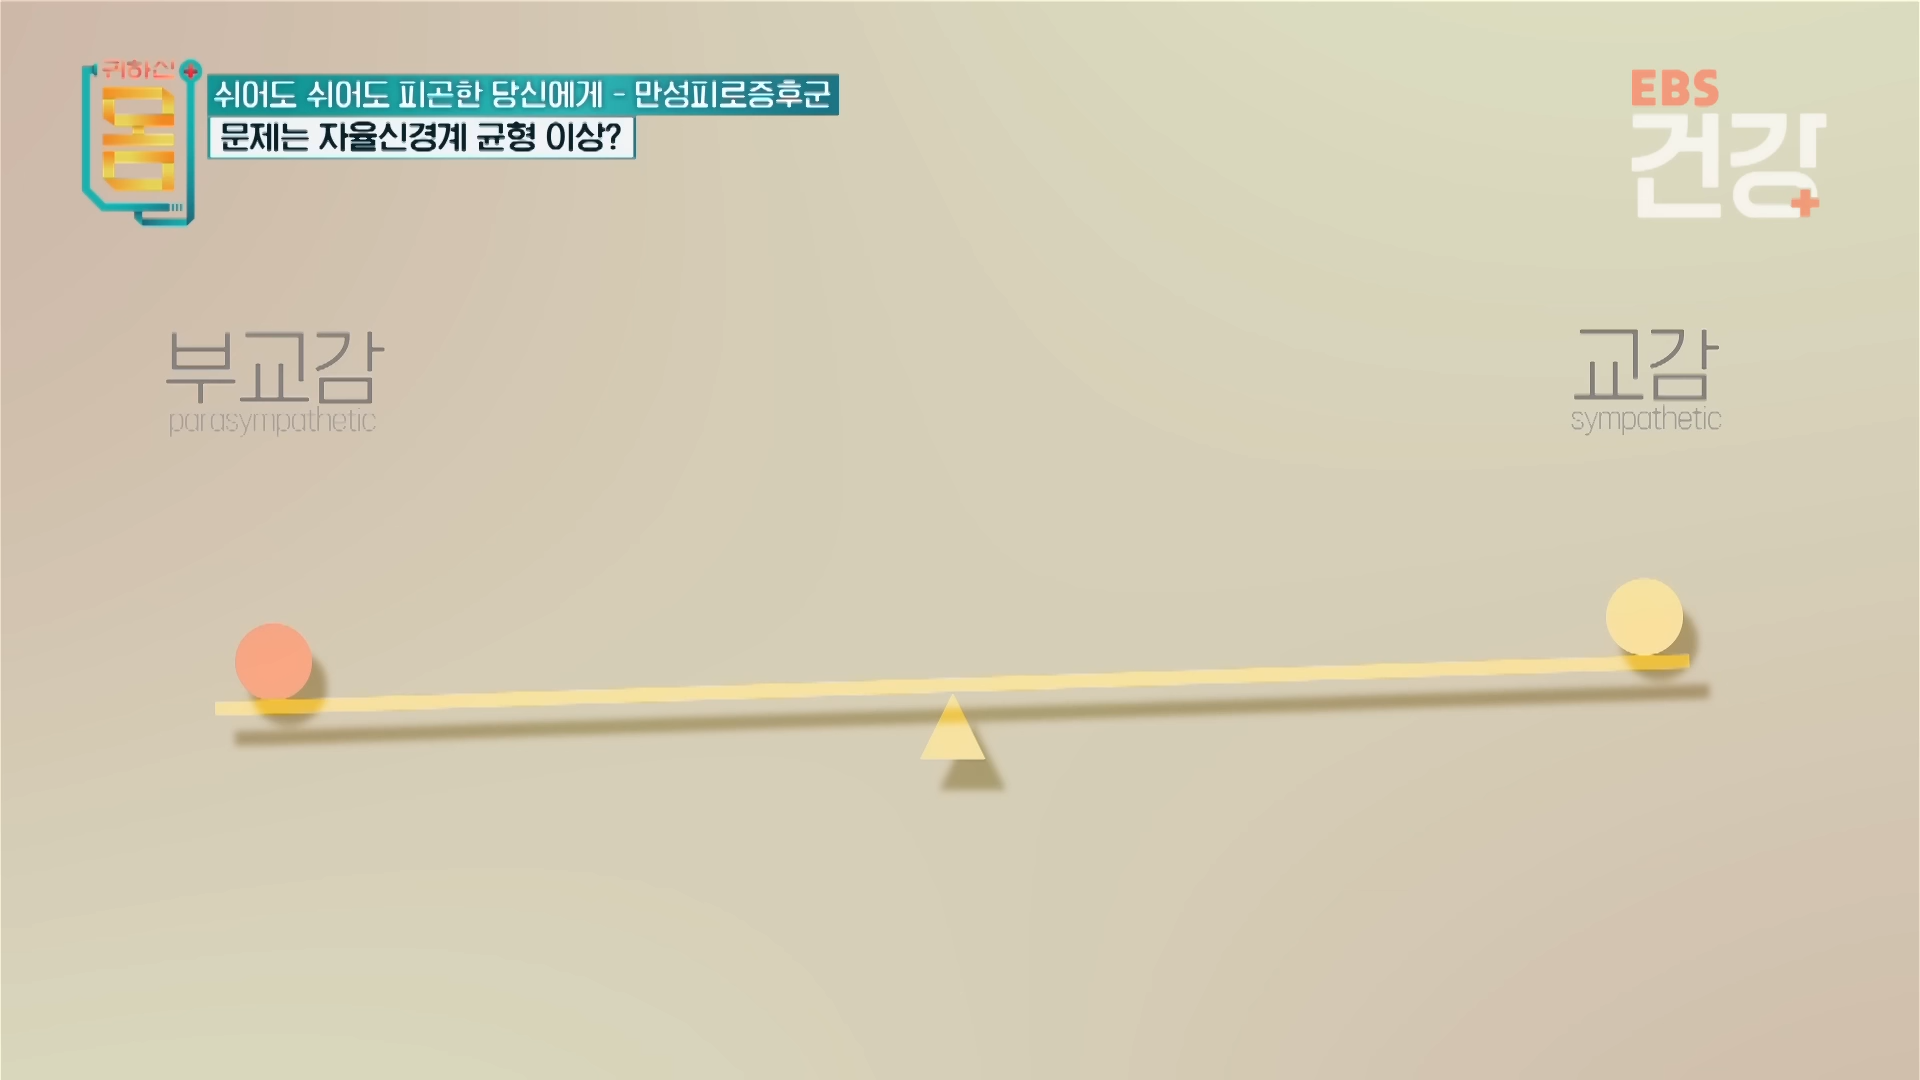 귀하신
몸
쉬어도 쉬어도 피곤한 당신에게 - 만성피로증후군
문제는 자율신경계 균형 이상?
EBS
건강
부교감
parasympathetic
교감
sympathetic